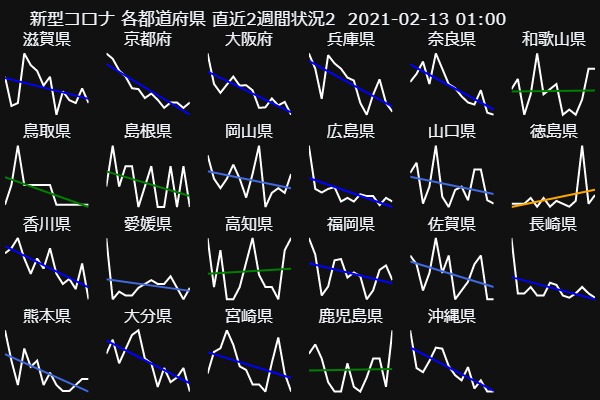 新型コロナ 各都道府県 直近2週間状況2 2021-02-13 01:00
滋賀県 京都府 大阪府 兵庫県 奈良県 和歌山県
鳥取県 島根県 岡山県 広島県 山口県 徳島県
香川県 愛媛県 高知県 福岡県 佐賀県 長崎県
熊本県 大分県 宮崎県 鹿児島県 沖縄県